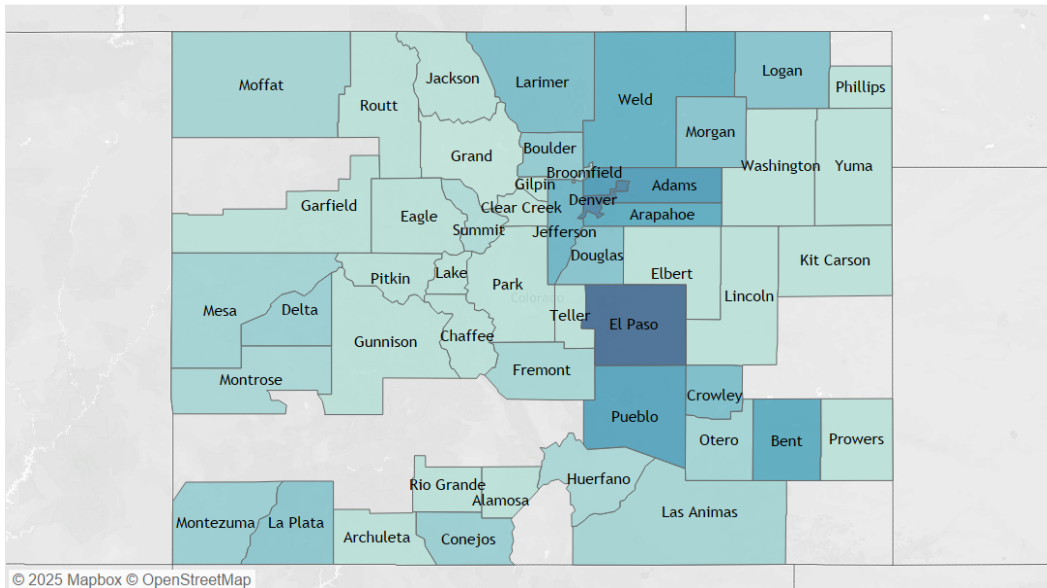 Moffat
Routt
Jackson
Larimer
Weld
Logan
Phillips
Morgan
Boulder
Grand
Washington
Yuma
Broomfield
Gilpin
Adams
Denver
Garfield
Eagle
Clear Creek
Arapahoe
Summit
Jefferson
Douglas
Kit Carson
Elbert
Pitkin
Lake
Park
Lincoln
Colorado
Mesa
Delta
Teller
El Paso
Gunnison
Chaffee
Fremont
Montrose
Crowley
Pueblo
Otero
Bent
Prowers
Huerfano
Rio Grande
Alamosa
Las Animas
Montezuma
La Plata
Archuleta
Conejos
© 2025 Mapbox © OpenStreetMap